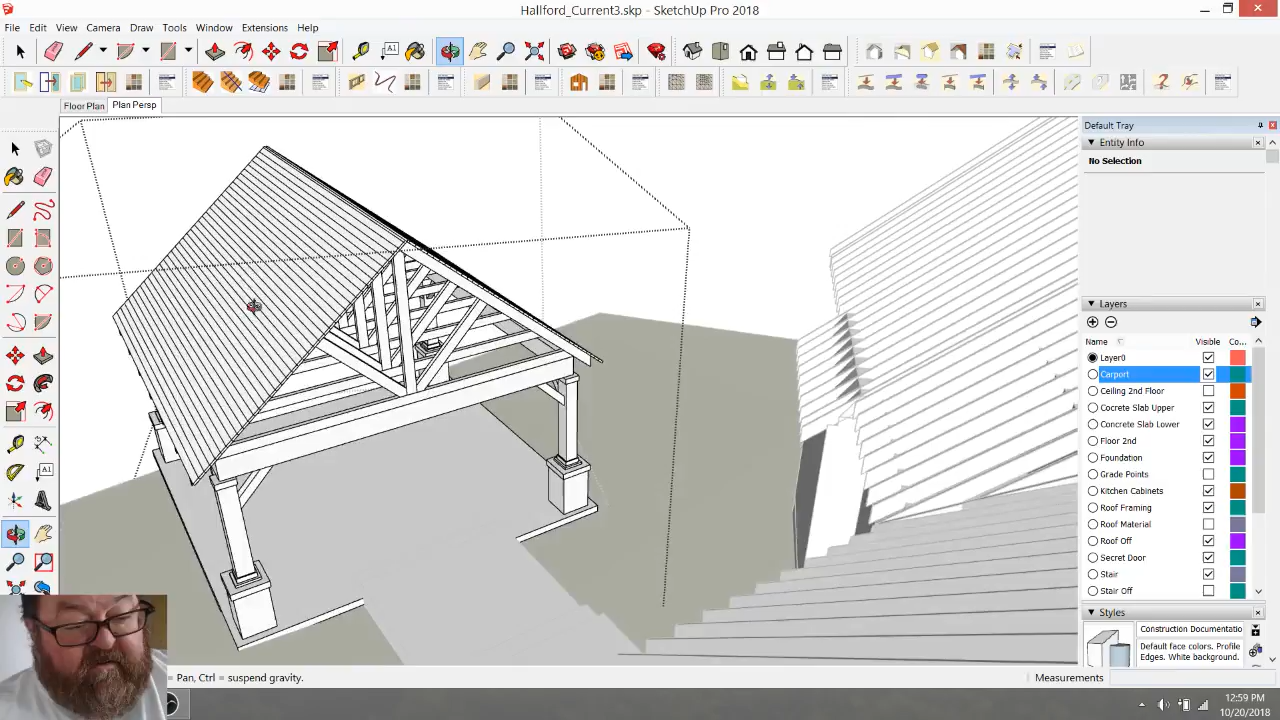 Hallford_Current3.skp - SketchUp Pro 2018
File Edit View Camera Draw Tools Window Extensions Help
Floor Plan Plan Persp
Default Tray
Entity Info
No Selection
Layers
Name Visible Co...
Layer0
Carport
Ceiling 2nd Floor
Cocrete Slab Upper
Concrete Slab Lower
Floor 2nd
Foundation
Grade Points
Kitchen Cabinets
Roof Framing
Roof Material
Roof Off
Secret Door
Stair
Stair Off
Styles
Construction Documentatio
Default face colors. Profile
Edges. White background.
= Pan, Ctrl = suspend gravity.
Measurements
12:59 PM
10/20/2018